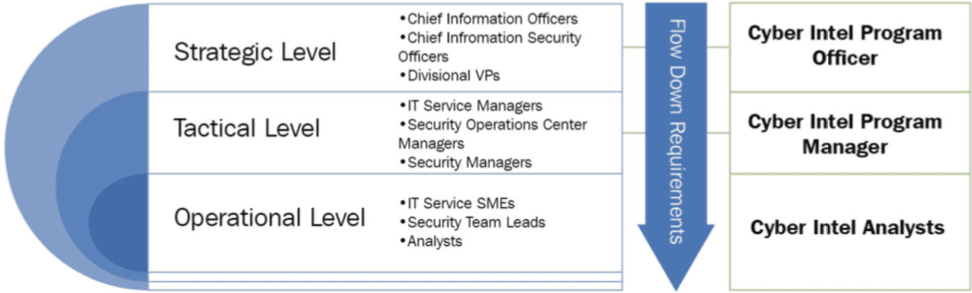 Strategic Level
•Chief Information Officers
•Chief Infromation Security
Officers
•Divisional VPs
Tactical Level
•IT Service Managers
•Security Operations Center
Managers
•Security Managers
Operational Level
•IT Service SMEs
•Security Team Leads
•Analysts
Flow Down Requirements
Cyber Intel Program
Officer
Cyber Intel Program
Manager
Cyber Intel Analysts